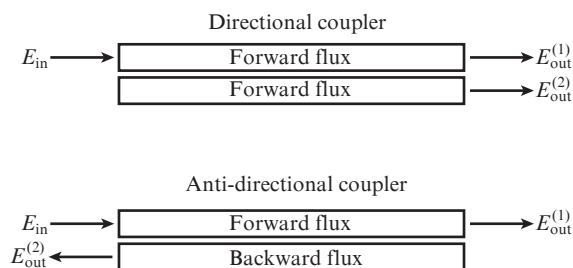 Directional coupler
E_in Forward flux E_out^(1)
Forward flux E_out^(2)
Anti-directional coupler
E_in Forward flux E_out^(1)
E_out^(2) Backward flux